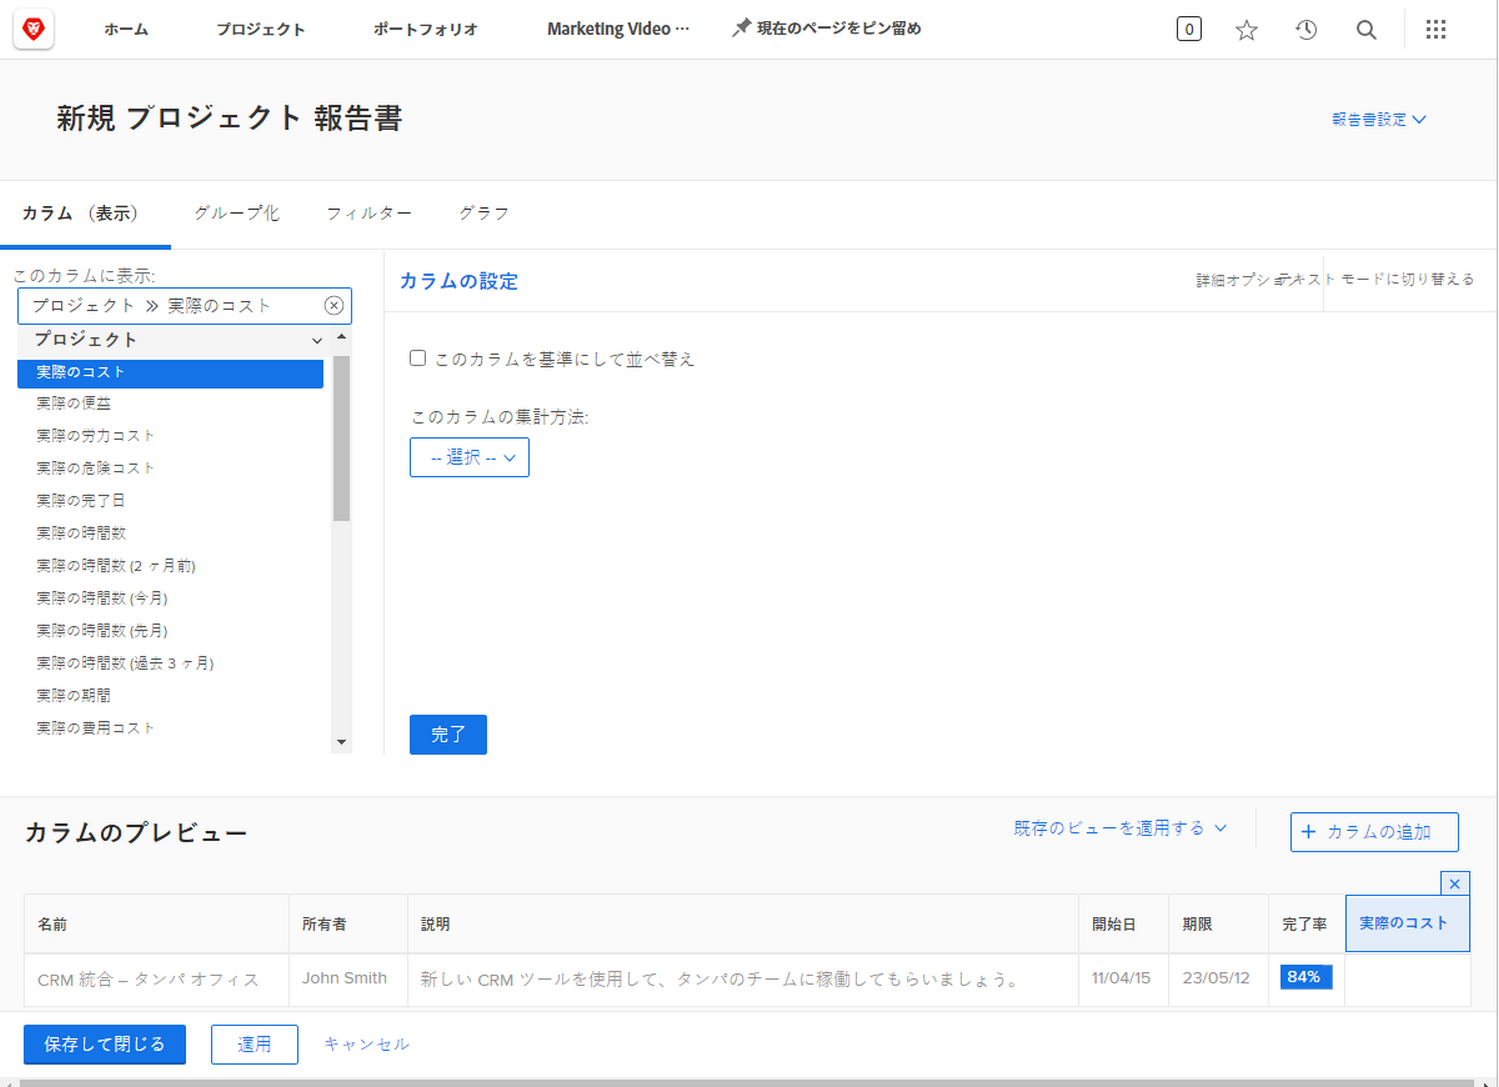 ホーム プロジェクト ポートフォリオ Marketing Video ··· 現在のページをピン留め 0
新規 プロジェクト 報告書
報告書設定
カラム （表示） グループ化 フィルター グラフ
このカラムに表示:
プロジェクト » 実際のコスト
プロジェクト
実際のコスト
実際の便益
実際の労力コスト
実際の危険コスト
実際の完了日
実際の時間数
実際の時間数 (2 ヶ月前)
実際の時間数 (今月)
実際の時間数 (先月)
実際の時間数 (過去 3 ヶ月)
実際の期間
実際の費用コスト
カラムの設定
詳細オプション テキスト モードに切り替える
このカラムを基準にして並べ替え
このカラムの集計方法:
-- 選択 --
完了
カラムのプレビュー
既存のビューを適用する
+ カラムの追加
名前 所有者 説明 開始日 期限 完了率 実際のコスト
CRM 統合 – タンパ オフィス John Smith 新しい CRM ツールを使用して、タンパのチームに稼働してもらいましょう。 11/04/15 23/05/12 84%
保存して閉じる 適用 キャンセル